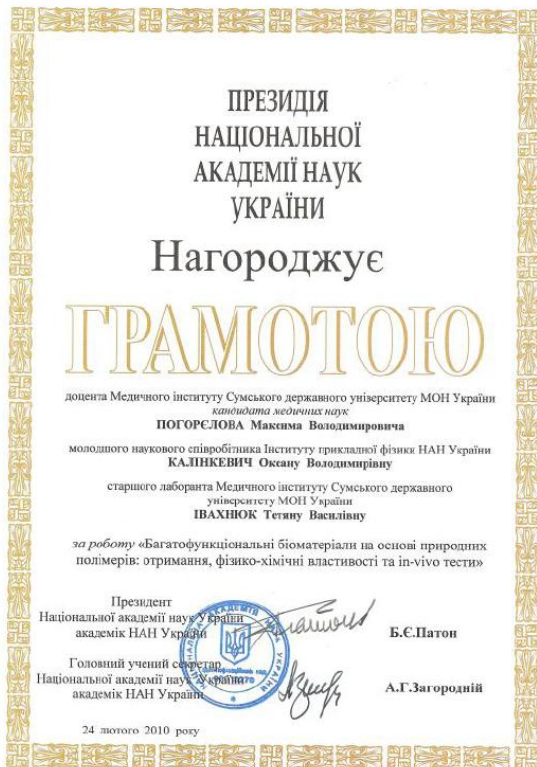 ПРЕЗИДІЯ
НАЦІОНАЛЬНОЇ
АКАДЕМІЇ НАУК
УКРАЇНИ
Нагороджує
ГРАМОТОЮ
доцента Медичного інституту Сумського державного університету МОН України
кандидата медичних наук
ПОГОРЄЛОВА Максима Володимировича
молодшого наукового співробітника Інституту прикладної фізики НАН України
КАЛІНКЕВИЧ Оксану Володимирівну
старшого лаборанта Медичного інституту Сумського державного
університету МОН України
ІВАХНЮК Тетяну Василівну
за роботу «Багатофункціональні біоматеріали на основі природних
полімерів: отримання, фізико-хімічні властивості та in-vivo тести»
Президент
Національної академії наук України
академік НАН України
Б.Є.Патон
Головний учений секретар
Національної академії наук України
академік НАН України
А.Г.Загородній
24 лютого 2010 року